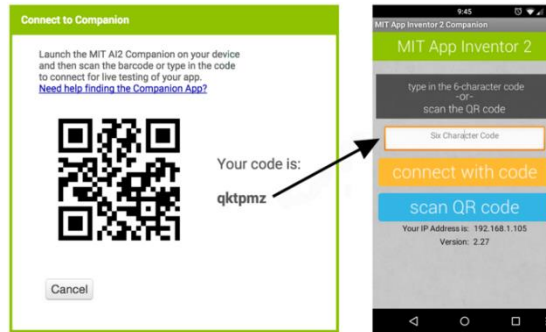 Connect to Companion
Launch the MIT AI2 Companion on your device
and then scan the barcode or type in the code
to connect for live testing of your app.
Need help finding the Companion App?
Your code is:
qktpmz
Cancel
9:45
MIT App Inventor 2 Companion
MIT App Inventor 2
type in the 6-character code
-or-
scan the QR code
Six Character Code
connect with code
scan QR code
Your IP Address is: 192.168.1.105
Version: 2.27